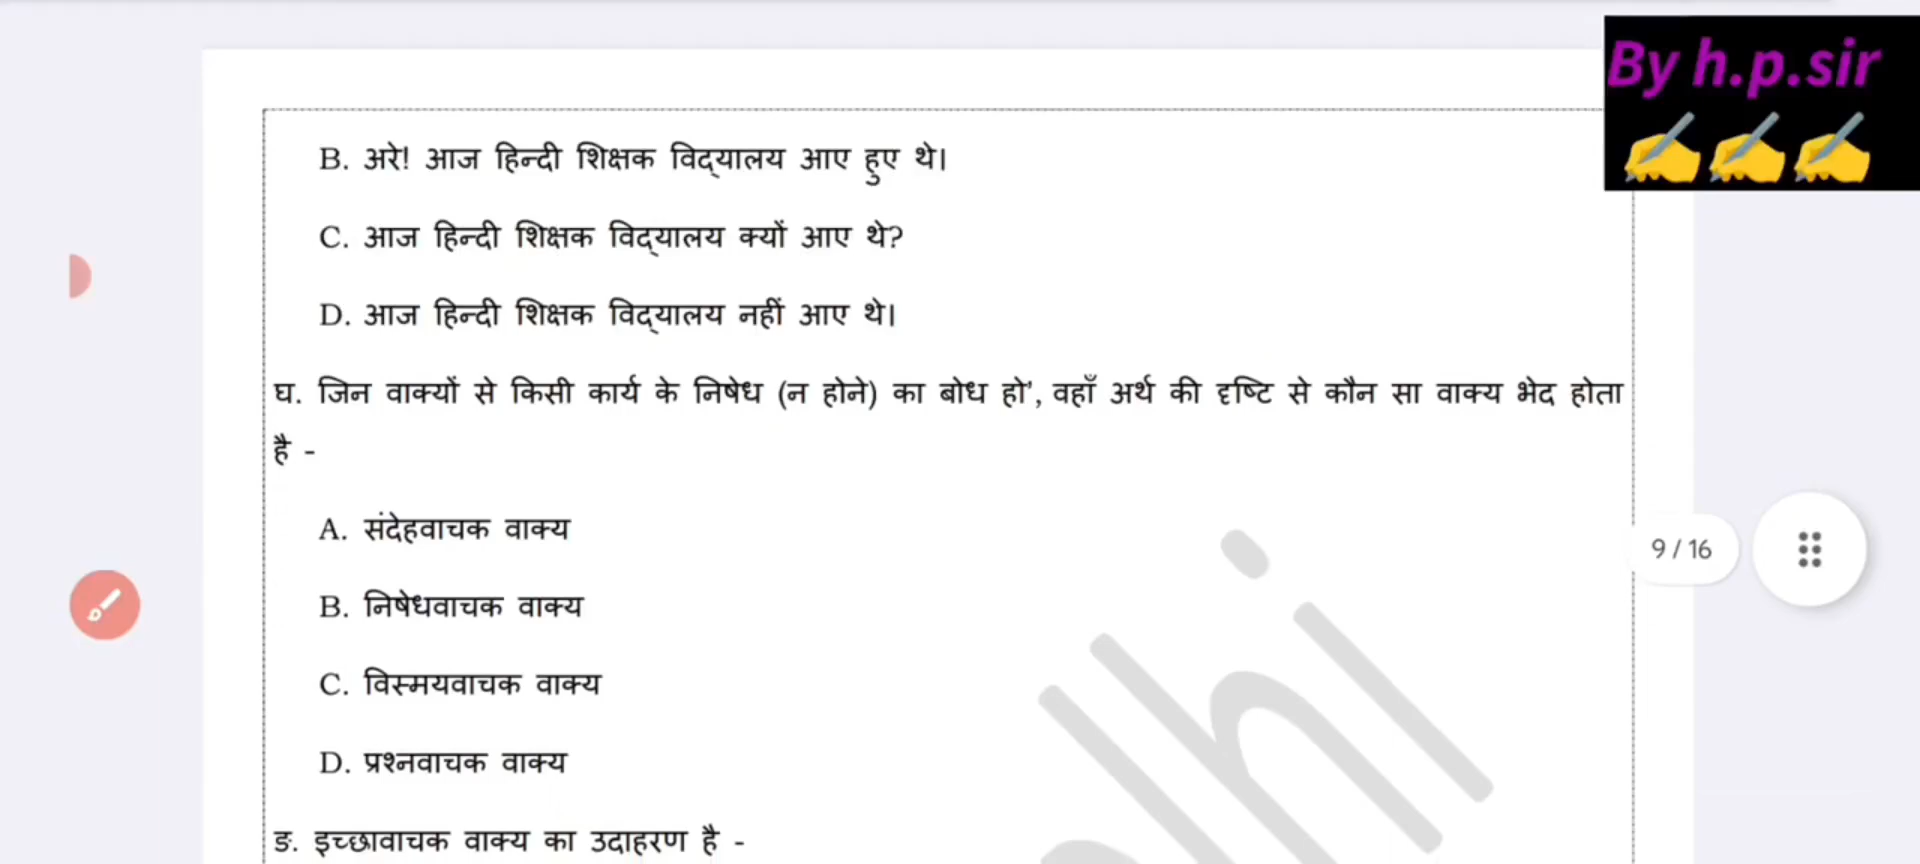 By h.p.sir
B. अरे! आज हिन्दी शिक्षक विद्यालय आए हुए थे।
C. आज हिन्दी शिक्षक विद्यालय क्यों आए थे?
D. आज हिन्दी शिक्षक विद्यालय नहीं आए थे।
घ. जिन वाक्यों से किसी कार्य के निषेध (न होने) का बोध हो', वहाँ अर्थ की दृष्टि से कौन सा वाक्य भेद होता
है -
A. संदेहवाचक वाक्य
9 / 16
B. निषेधवाचक वाक्य
C. विस्मयवाचक वाक्य
D. प्रश्नवाचक वाक्य
ङ. इच्छावाचक वाक्य का उदाहरण है -